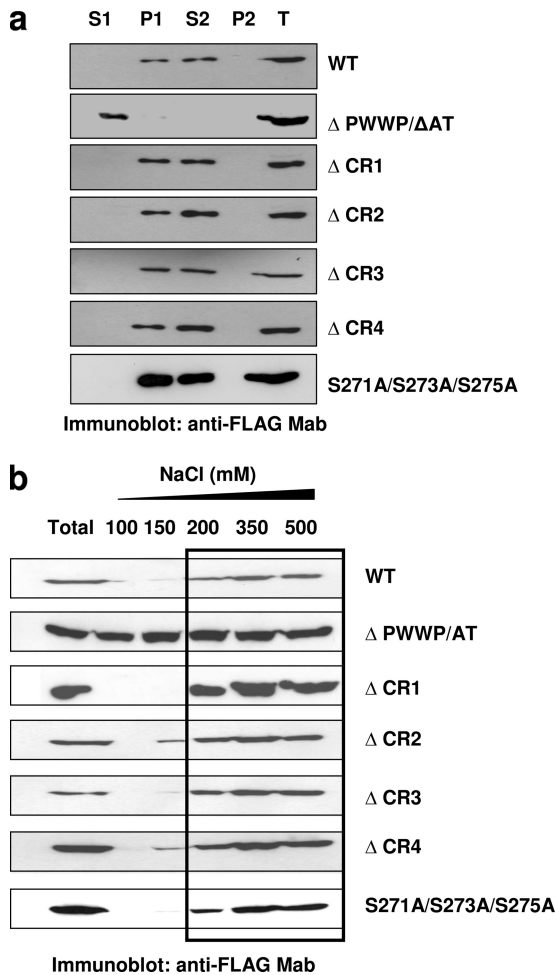 a
S1 P1 S2 P2 T
WT
Δ PWWP/ΔAT
Δ CR1
Δ CR2
Δ CR3
Δ CR4
S271A/S273A/S275A
Immunoblot: anti-FLAG Mab
b
NaCl (mM)
Total 100 150 200 350 500
WT
Δ PWWP/AT
Δ CR1
Δ CR2
Δ CR3
Δ CR4
S271A/S273A/S275A
Immunoblot: anti-FLAG Mab